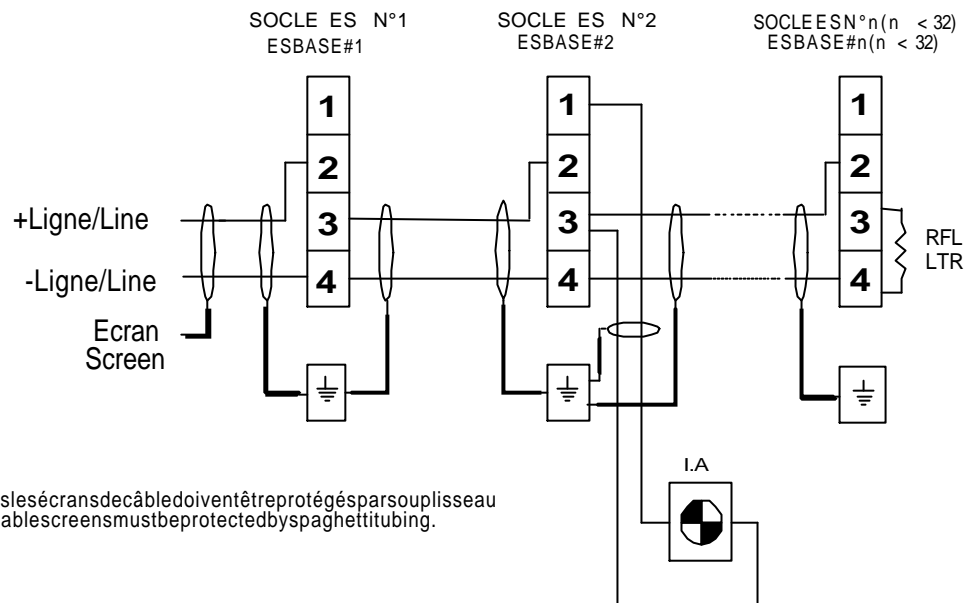 SOCLE ES N°1
ESBASE#1
SOCLE ES N°2
ESBASE#2
SOCLEESN°n(n < 32)
ESBASE#n(n < 32)
1
2
3
4
1
2
3
4
1
2
3
4
+Ligne/Line
-Ligne/Line
Ecran
Screen
RFL
LTR
I.A
slesécransdecâbledoiventêtreprotégésparsouplisseau
ablescreensmustbeprotectedbyspaghettitubing.